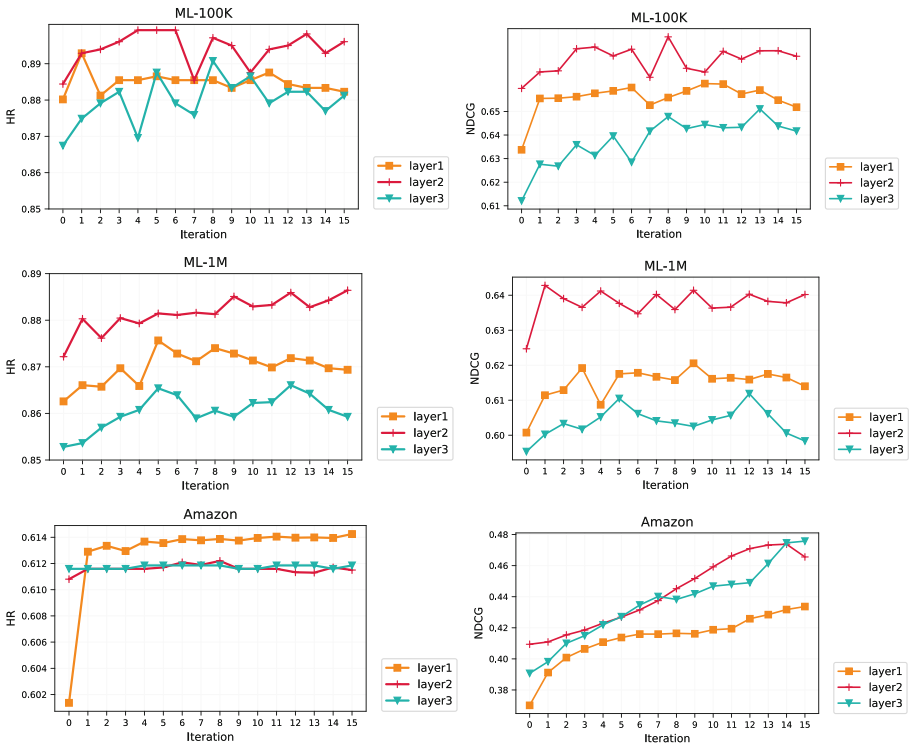 ML-100K
HR
0.89
0.88
0.87
0.86
0.85
0 1 2 3 4 5 6 7 8 9 10 11 12 13 14 15
Iteration
layer1
layer2
layer3
ML-100K
NDCG
0.65
0.64
0.63
0.62
0.61
0 1 2 3 4 5 6 7 8 9 10 11 12 13 14 15
Iteration
layer1
layer2
layer3
ML-1M
HR
0.89
0.88
0.87
0.86
0.85
0 1 2 3 4 5 6 7 8 9 10 11 12 13 14 15
Iteration
layer1
layer2
layer3
ML-1M
NDCG
0.64
0.63
0.62
0.61
0.60
0 1 2 3 4 5 6 7 8 9 10 11 12 13 14 15
Iteration
layer1
layer2
layer3
Amazon
HR
0.614
0.612
0.610
0.608
0.606
0.604
0.602
0 1 2 3 4 5 6 7 8 9 10 11 12 13 14 15
Iteration
layer1
layer2
layer3
Amazon
NDCG
0.48
0.46
0.44
0.42
0.40
0.38
0 1 2 3 4 5 6 7 8 9 10 11 12 13 14 15
Iteration
layer1
layer2
layer3